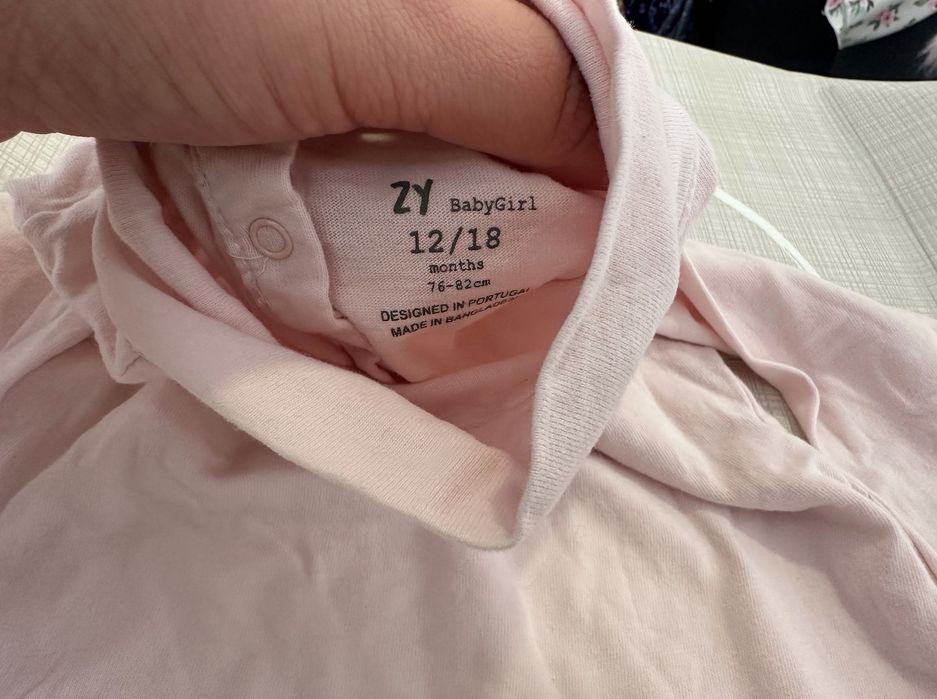 ZY BabyGirl
12/18
months
76-82cm
DESIGNED IN PORTUGAL
MADE IN BANGLADESH